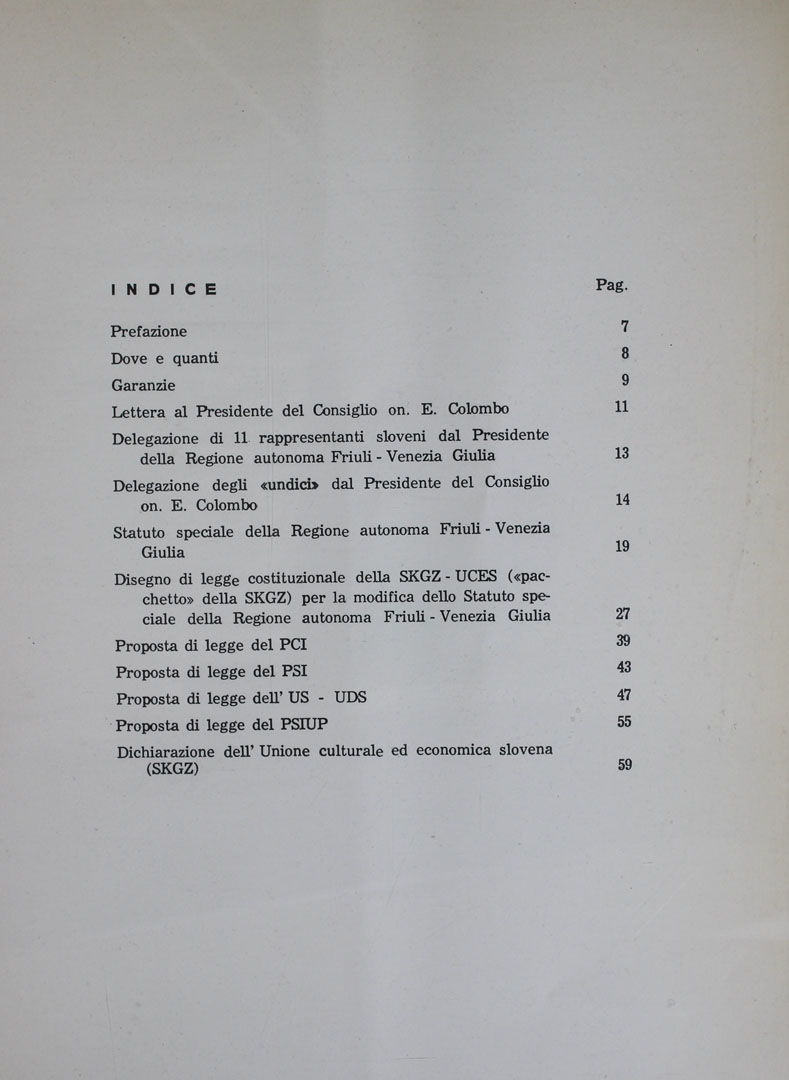 INDICE Pag.
Prefazione 7
Dove e quanti 8
Garanzie 9
Lettera al Presidente del Consiglio on. E. Colombo 11
Delegazione di 11 rappresentanti sloveni dal Presidente
della Regione autonoma Friuli - Venezia Giulia 13
Delegazione degli «undici» dal Presidente del Consiglio
on. E. Colombo 14
Statuto speciale della Regione autonoma Friuli - Venezia
Giulia 19
Disegno di legge costituzionale della SKGZ - UCES («pac-
chetto» della SKGZ) per la modifica dello Statuto spe-
ciale della Regione autonoma Friuli - Venezia Giulia 27
Proposta di legge del PCI 39
Proposta di legge del PSI 43
Proposta di legge dell' US - UDS 47
Proposta di legge del PSIUP 55
Dichiarazione dell' Unione culturale ed economica slovena
(SKGZ) 59